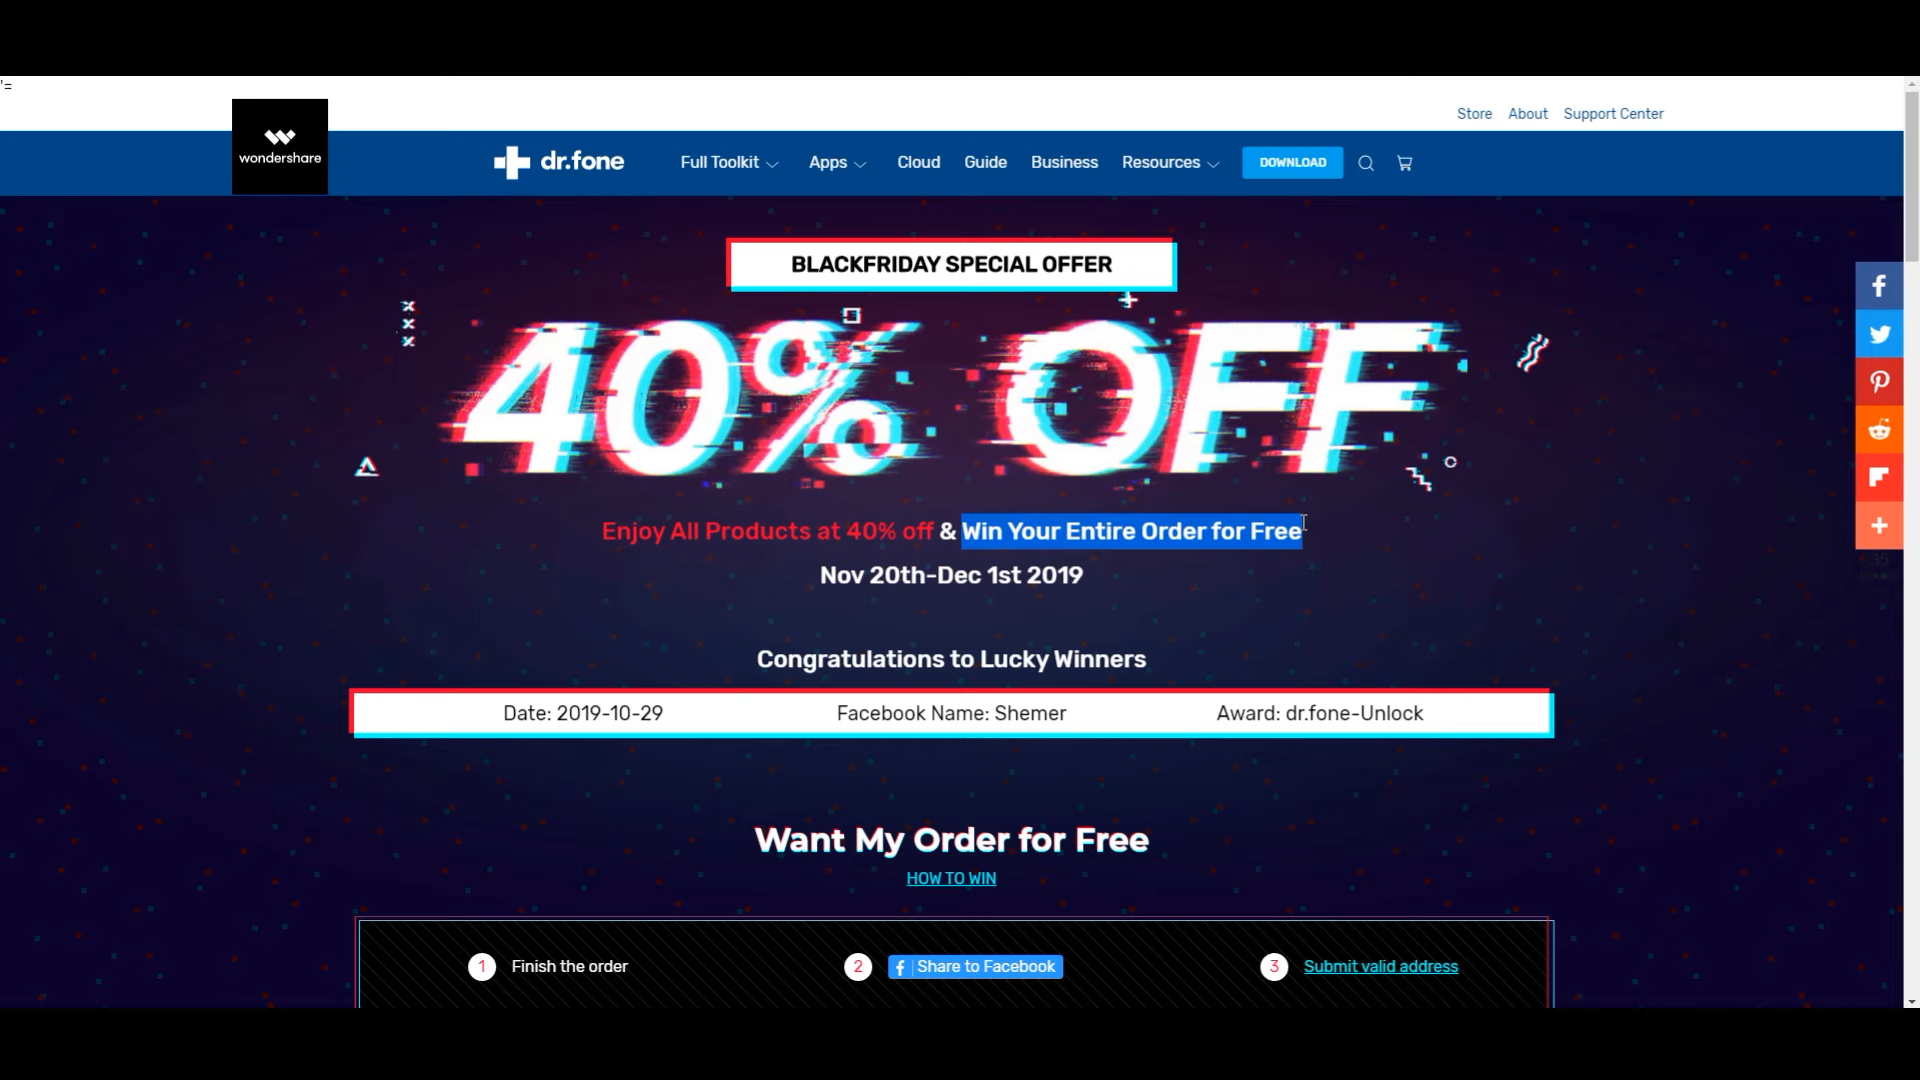 '=
Store About Support Center
wondershare
dr.fone Full Toolkit Apps Cloud Guide Business Resources DOWNLOAD
BLACKFRIDAY SPECIAL OFFER
40% OFF
Enjoy All Products at 40% off & Win Your Entire Order for Free
Nov 20th-Dec 1st 2019
Congratulations to Lucky Winners
Date: 2019-10-29 Facebook Name: Shemer Award: dr.fone-Unlock
Want My Order for Free
HOW TO WIN
1 Finish the order 2 Share to Facebook 3 Submit valid address